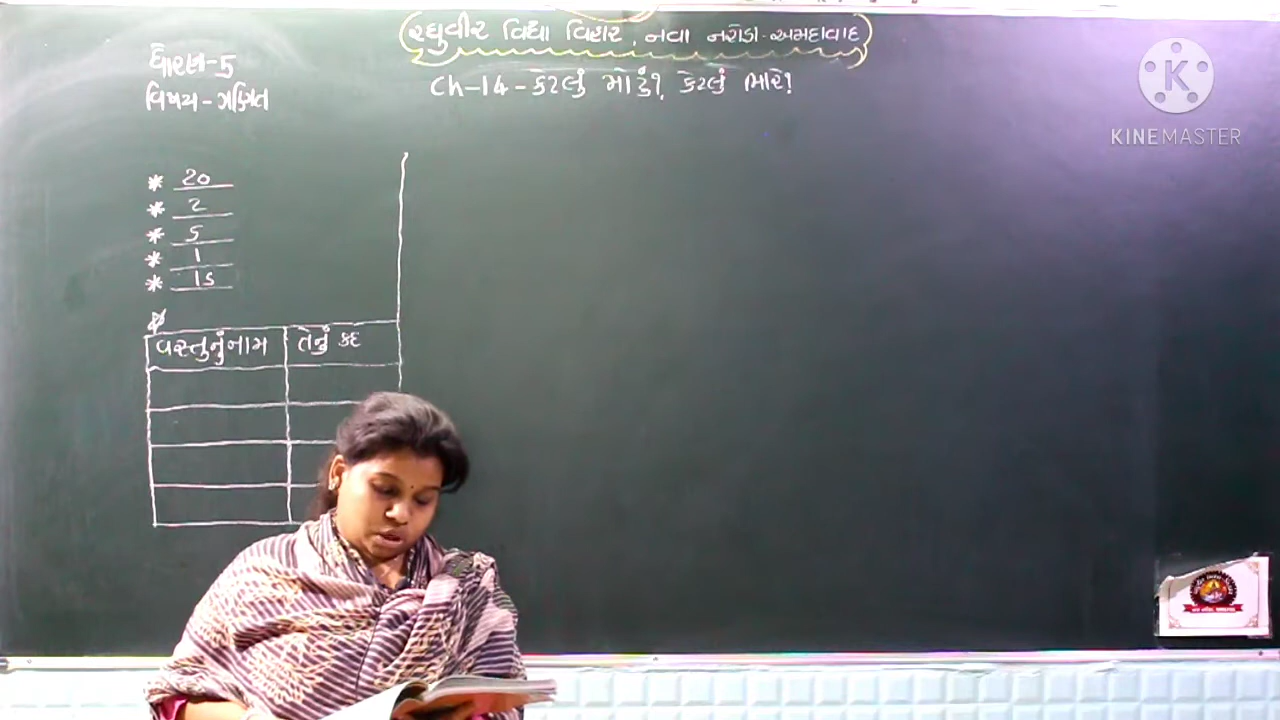 રઘુવીર વિદ્યા વિહાર, નવા નરોડા-અમદાવાદ
ધોરણ-5
વિષય-ગણિત
Ch-14-કેટલું મોટું?, કેટલું ભારે?
KINEMASTER
* 20
* 2
* 5
* 1
* 15
*
વસ્તુનું નામ
તેનું કદ